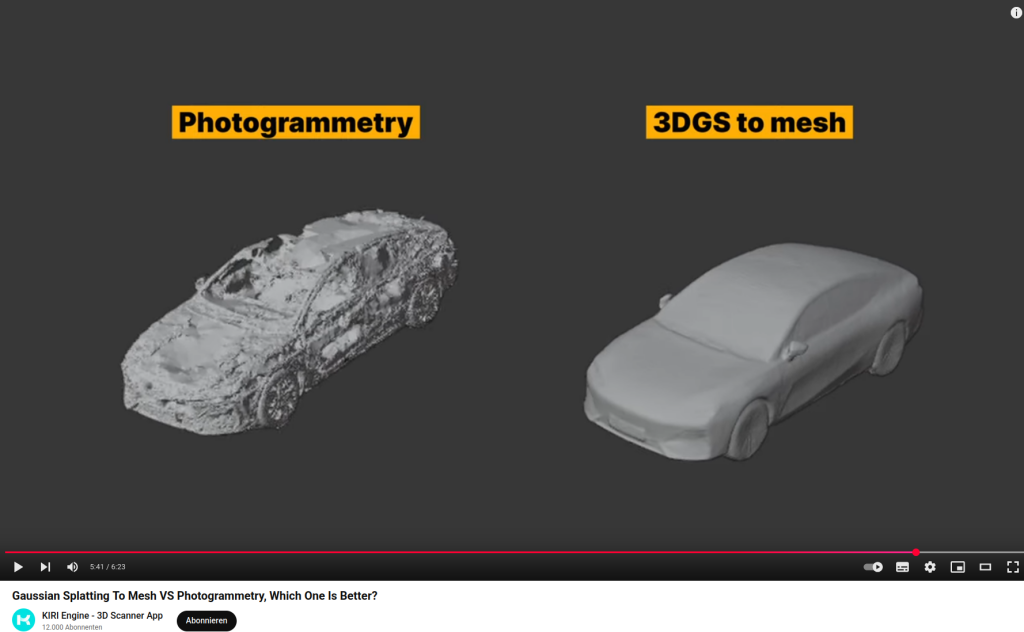 Photogrammetry
3DGS to mesh
5:41 / 6:23
Gaussian Splatting To Mesh VS Photogrammetry, Which One Is Better?
KIRI Engine - 3D Scanner App
12.000 Abonnenten
Abonnieren